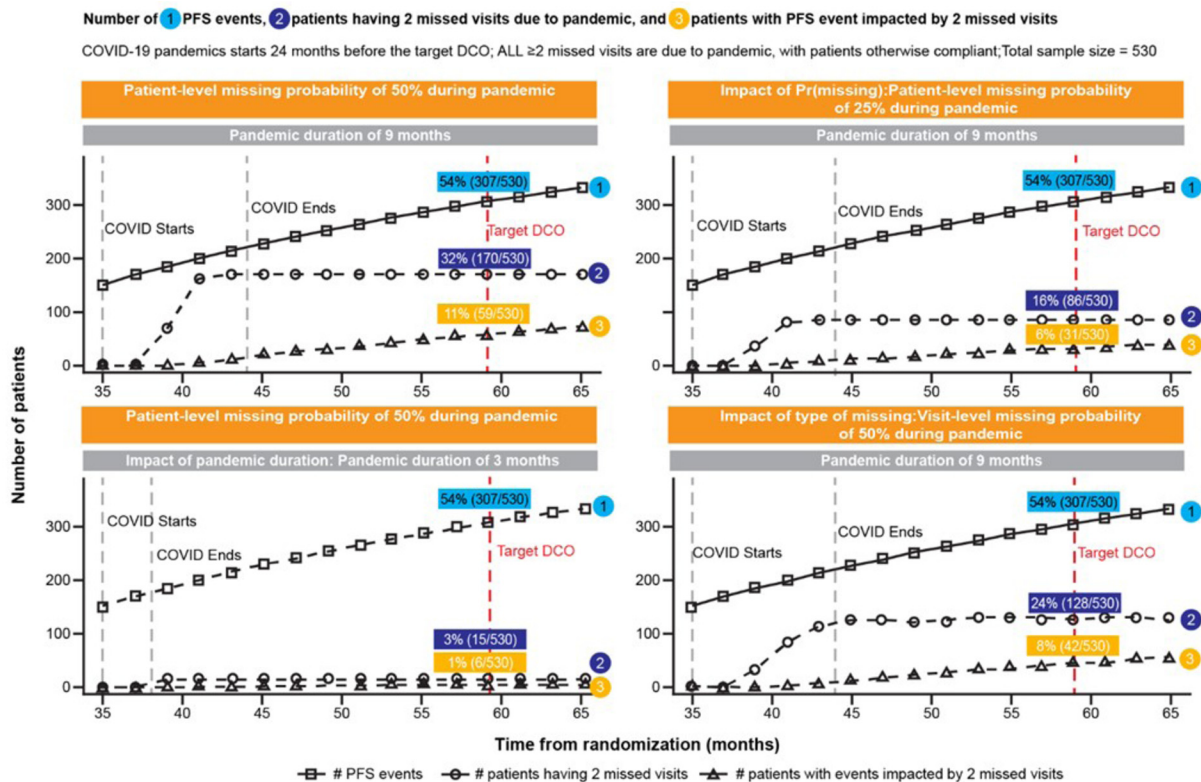 Number of 1 PFS events, 2 patients having 2 missed visits due to pandemic, and 3 patients with PFS event impacted by 2 missed visits
COVID-19 pandemics starts 24 months before the target DCO; ALL ≥2 missed visits are due to pandemic, with patients otherwise compliant;Total sample size = 530
Number of patients
Patient-level missing probability of 50% during pandemic
Pandemic duration of 9 months
300
200
100
0
COVID Starts
COVID Ends
54% (307/530)
Target DCO
32% (170/530)
11% (59/530)
1
2
3
35 40 45 50 55 60 65
Impact of Pr(missing):Patient-level missing probability
of 25% during pandemic
Pandemic duration of 9 months
300
200
100
0
COVID Starts
COVID Ends
54% (307/530)
Target DCO
16% (86/530)
6% (31/530)
1
2
3
35 40 45 50 55 60 65
Patient-level missing probability of 50% during pandemic
Impact of pandemic duration: Pandemic duration of 3 months
300
200
100
0
COVID Starts
COVID Ends
54% (307/530)
Target DCO
3% (15/530)
1% (6/530)
1
2
3
35 40 45 50 55 60 65
Impact of type of missing:Visit-level missing probability
of 50% during pandemic
Pandemic duration of 9 months
300
200
100
0
COVID Starts
COVID Ends
54% (307/530)
Target DCO
24% (128/530)
8% (42/530)
1
2
3
35 40 45 50 55 60 65
Time from randomization (months)
# PFS events # patients having 2 missed visits # patients with events impacted by 2 missed visits